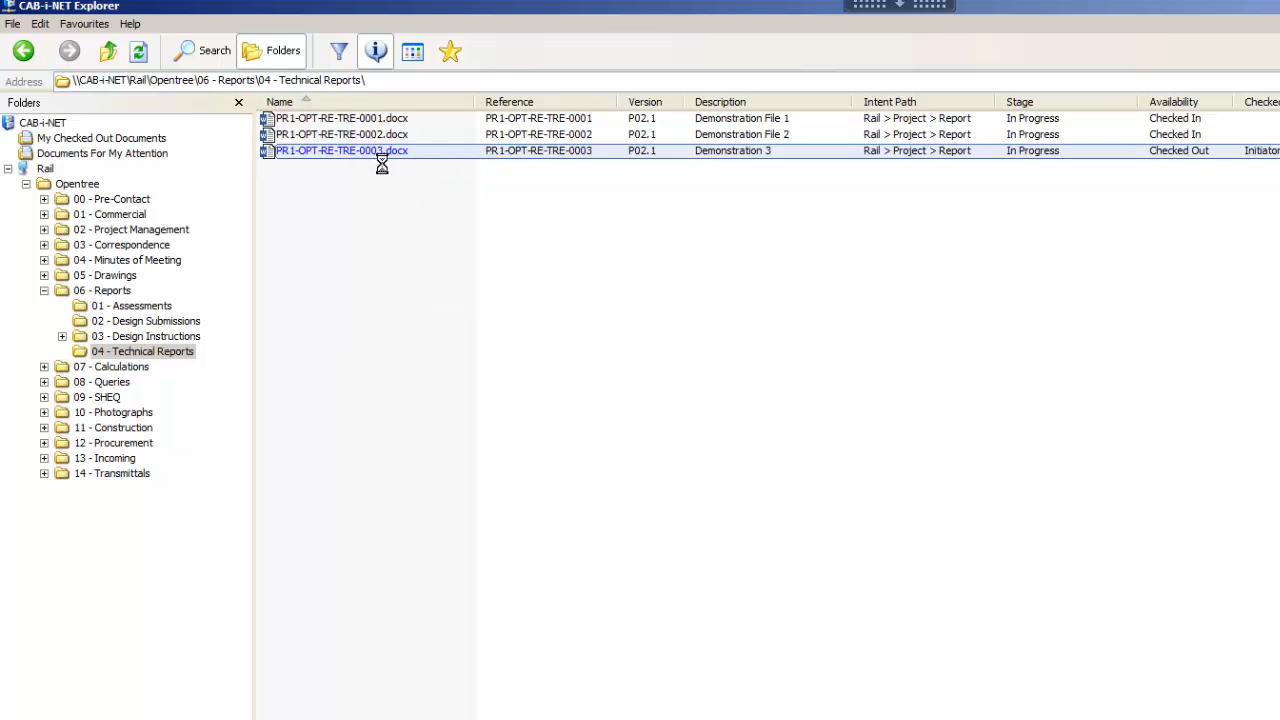 CAB-i-NET Explorer
File Edit Favourites Help
Search Folders
Address \\CAB-i-NET\Rail\Opentree\06 - Reports\04 - Technical Reports\
Folders
Name Reference Version Description Intent Path Stage Availability Checked
PR1-OPT-RE-TRE-0001.docx PR1-OPT-RE-TRE-0001 P02.1 Demonstration File 1 Rail > Project > Report In Progress Checked In
PR1-OPT-RE-TRE-0002.docx PR1-OPT-RE-TRE-0002 P02.1 Demonstration File 2 Rail > Project > Report In Progress Checked In
PR1-OPT-RE-TRE-0003.docx PR1-OPT-RE-TRE-0003 P02.1 Demonstration 3 Rail > Project > Report In Progress Checked Out Initiator
CAB-i-NET
My Checked Out Documents
Documents For My Attention
Rail
Opentree
00 - Pre-Contact
01 - Commercial
02 - Project Management
03 - Correspondence
04 - Minutes of Meeting
05 - Drawings
06 - Reports
01 - Assessments
02 - Design Submissions
03 - Design Instructions
04 - Technical Reports
07 - Calculations
08 - Queries
09 - SHEQ
10 - Photographs
11 - Construction
12 - Procurement
13 - Incoming
14 - Transmittals